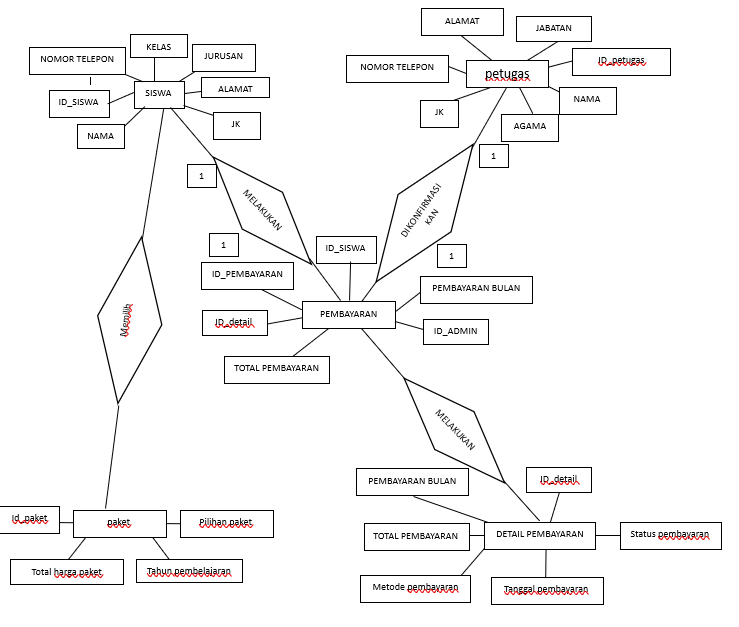 ALAMAT
JABATAN
KELAS
JURUSAN
NOMOR TELEPON
NOMOR TELEPON
ID_petugas
petugas
I
SISWA
ALAMAT
ID_SISWA
NAMA
JK
JK
AGAMA
NAMA
1
1
MELAKUKAN
DIKONFIRMASI
KAN
1
ID_SISWA
1
ID_PEMBAYARAN
PEMBAYARAN BULAN
Memilih
ID_detail
PEMBAYARAN
ID_ADMIN
TOTAL PEMBAYARAN
MELAKUKAN
PEMBAYARAN BULAN
ID_detail
Id_paket
paket
Pilihan paket
TOTAL PEMBAYARAN
DETAIL PEMBAYARAN
Status pembayaran
Total harga paket
Tahun pembelajaran
Metode pembayaran
Tanggal pembayaran